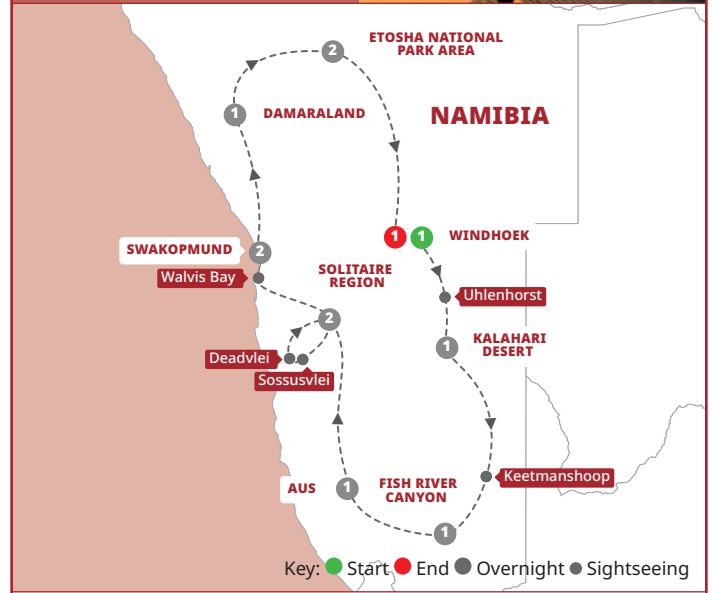 ETOSHA NATIONAL
PARK AREA
2
1
DAMARALAND
NAMIBIA
1
1
WINDHOEK
SWAKOPMUND
2
Walvis Bay
SOLITAIRE
REGION
Uhlenhorst
2
1
KALAHARI
DESERT
Deadvlei
Sossusvlei
Keetmanshoop
AUS
1
FISH RIVER
CANYON
1
Key: Start End Overnight Sightseeing